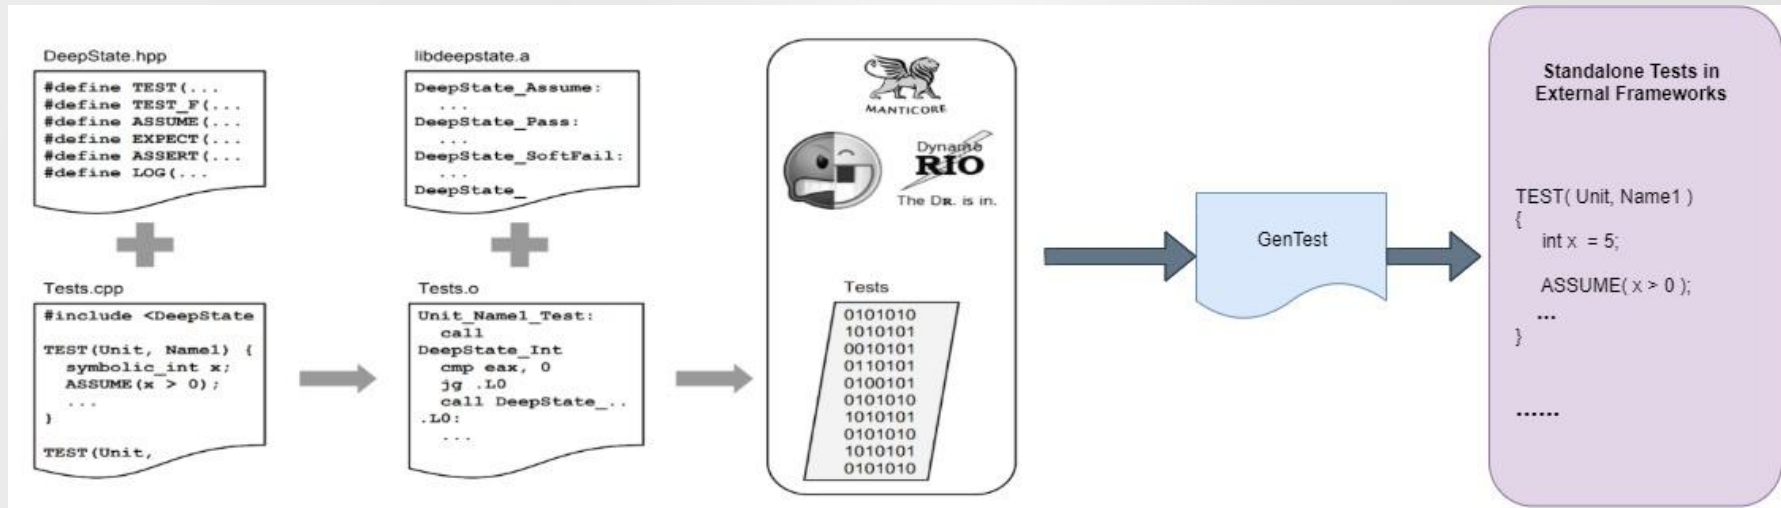 DeepState.hpp
#define TEST(...
#define TEST_F(...
#define ASSUME(...
#define EXPECT(...
#define ASSERT(...
#define LOG(...
Tests.cpp
#include <DeepState
TEST(Unit, Name1) {
symbolic_int x;
ASSUME(x > 0);
...
}
TEST(Unit,
libdeepstate.a
DeepState_Assume:
...
DeepState_Pass:
...
DeepState_SoftFail:
...
DeepState_
Tests.o
Unit_Name1_Test:
call
DeepState_Int
cmp eax, 0
jg .L0
call DeepState_..
.L0:
...
MANTICORE
Dynamo
RIO
The DR. is in.
Tests
0101010
1010101
0010101
0110101
0100101
0101010
1010101
0101010
1010101
0101010
GenTest
Standalone Tests in
External Frameworks
TEST( Unit, Name1 )
{
int x = 5;
ASSUME( x > 0 );
...
}
......